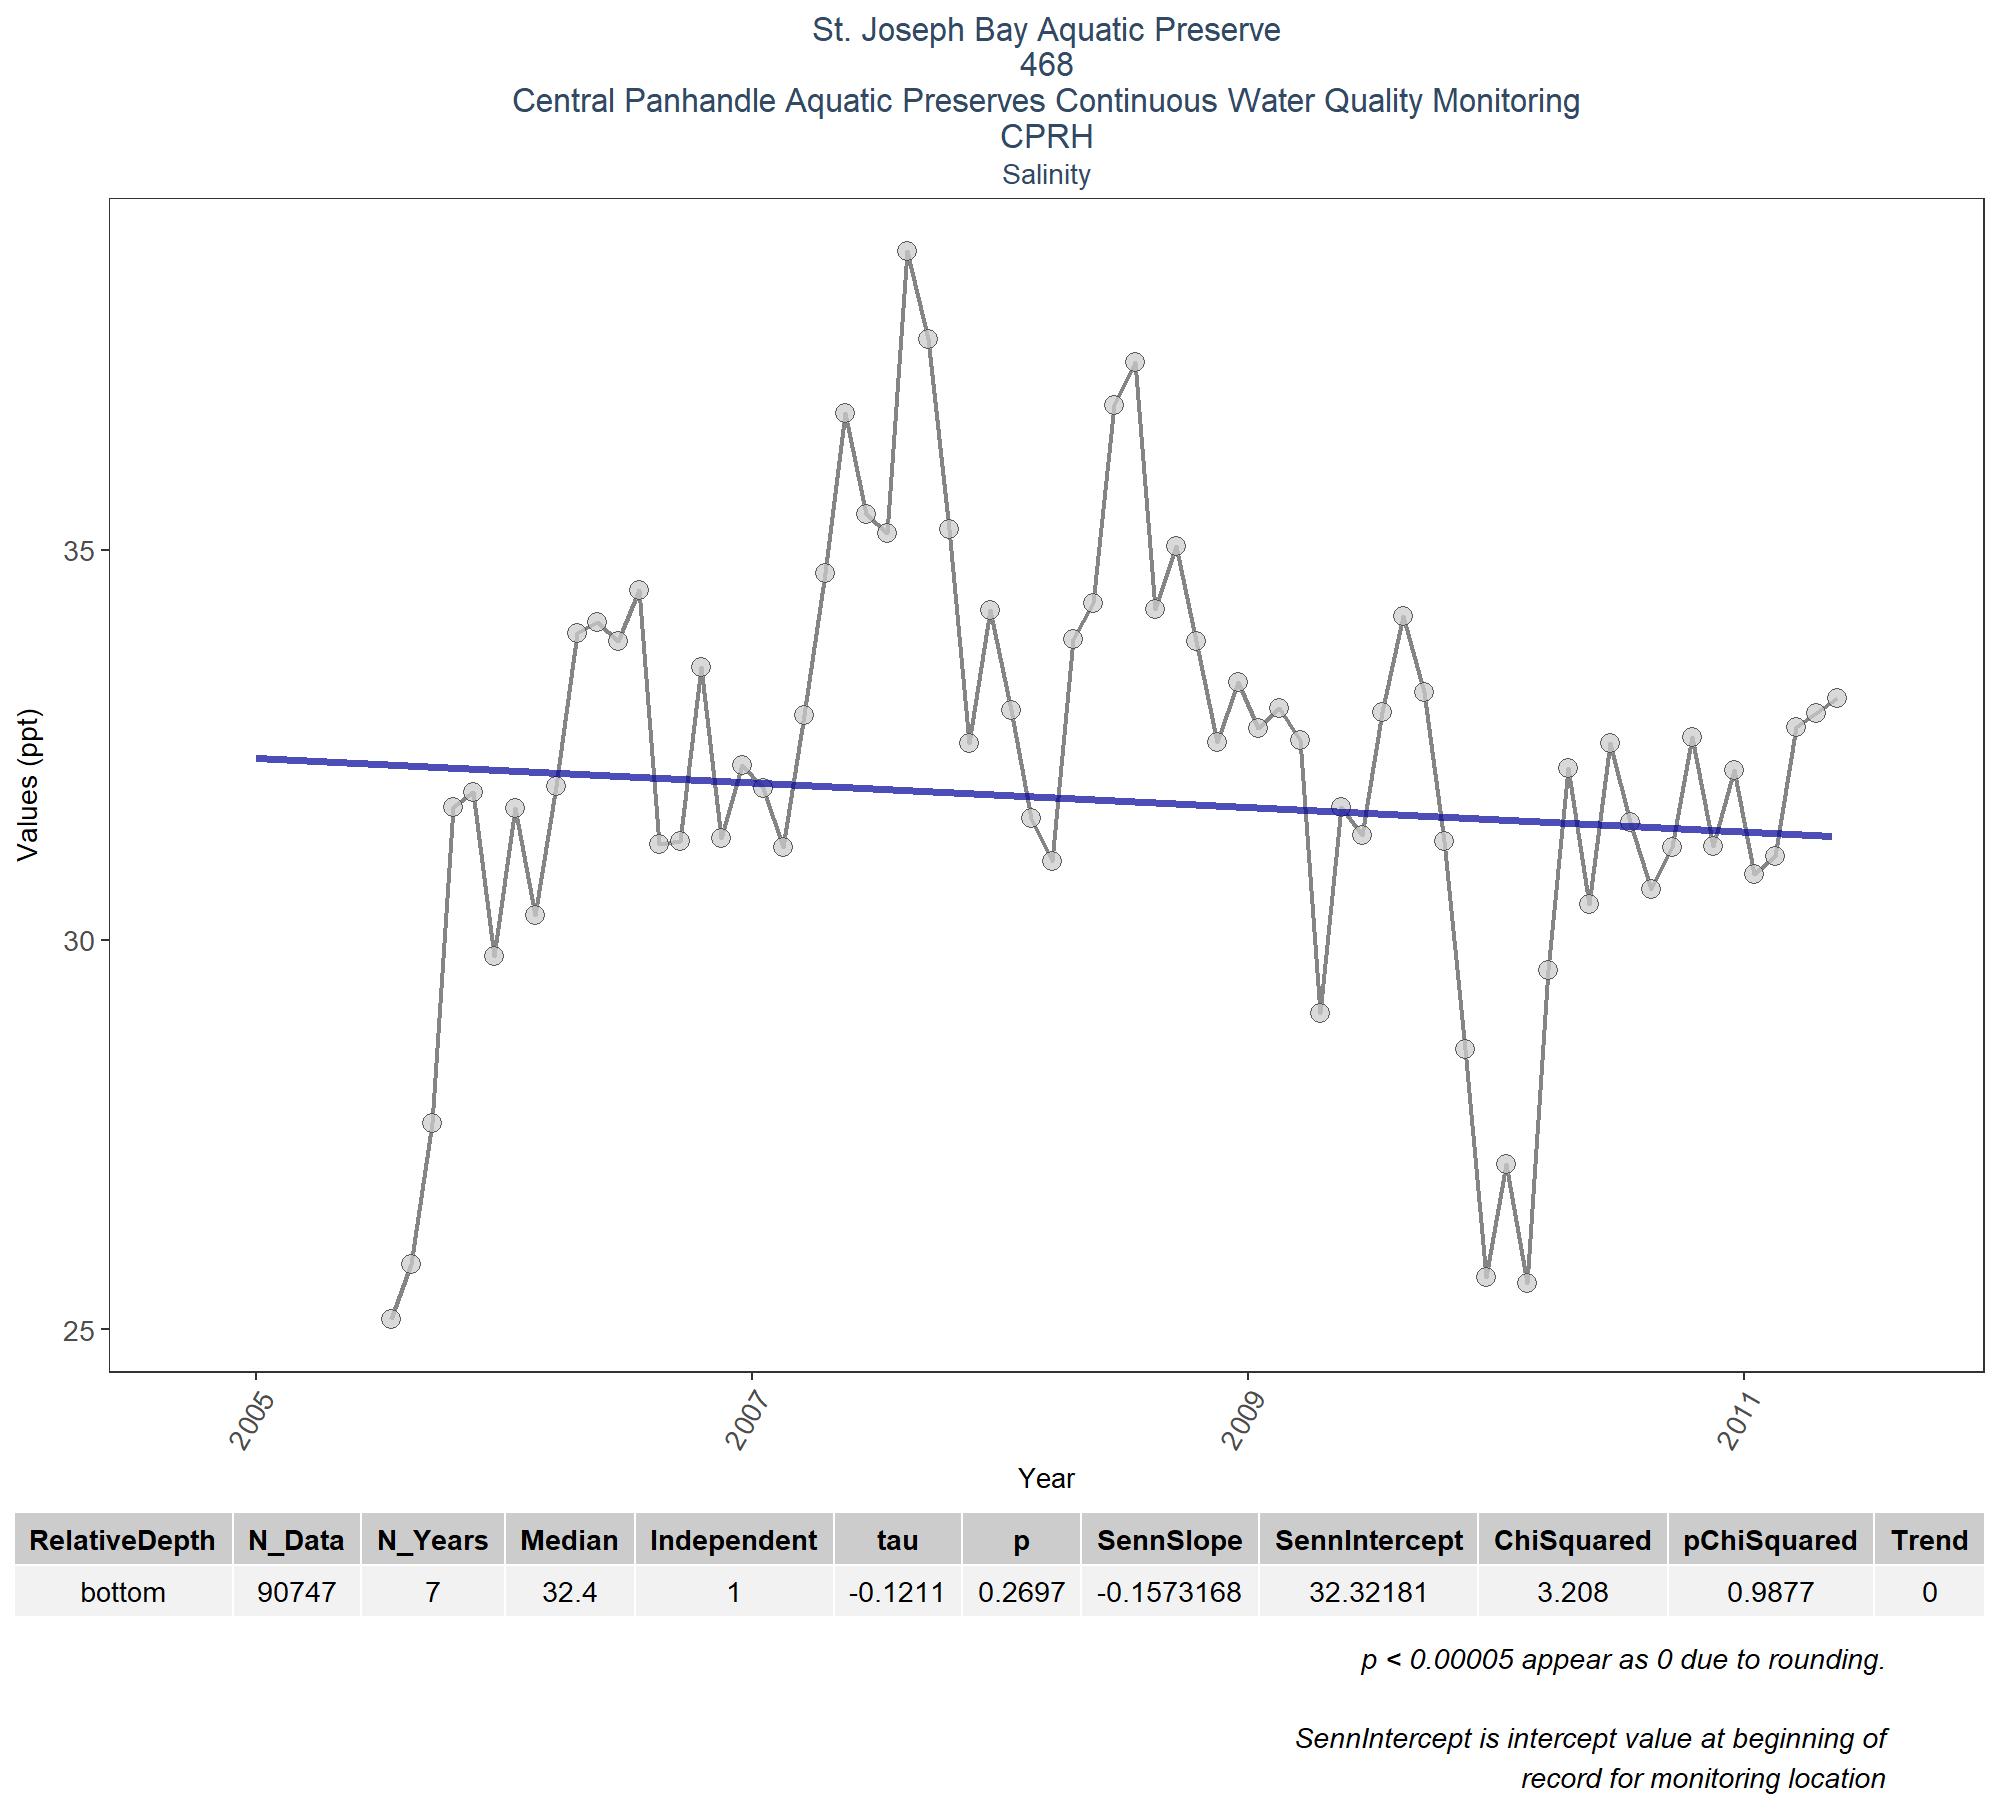 St. Joseph Bay Aquatic Preserve
468
Central Panhandle Aquatic Preserves Continuous Water Quality Monitoring
CPRH
Salinity
Values (ppt)
35
30
25
2005 2007 2009 2011
Year
RelativeDepth N_Data N_Years Median Independent tau p SennSlope SennIntercept ChiSquared pChiSquared Trend
bottom 90747 7 32.4 1 -0.1211 0.2697 -0.1573168 32.32181 3.208 0.9877 0
p < 0.00005 appear as 0 due to rounding.
SennIntercept is intercept value at beginning of
record for monitoring location